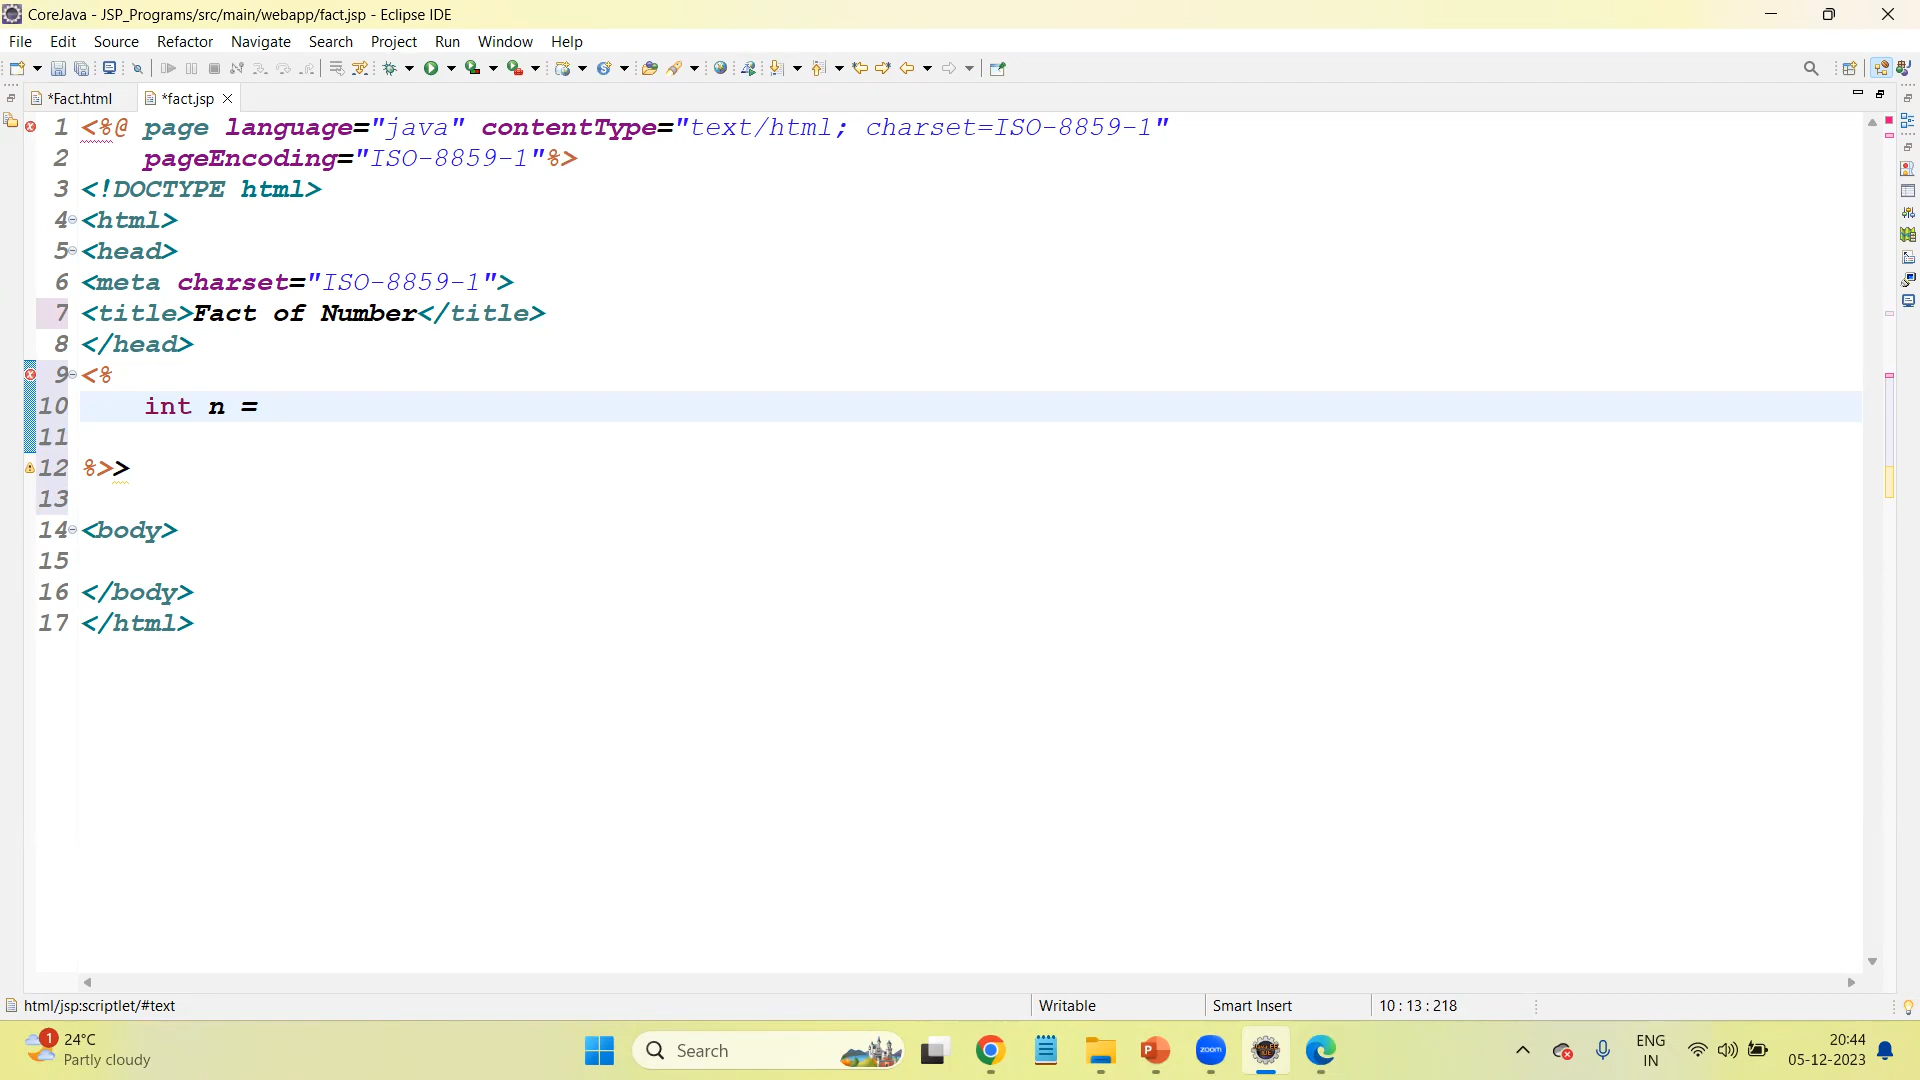 CoreJava - JSP_Programs/src/main/webapp/fact.jsp - Eclipse IDE
File Edit Source Refactor Navigate Search Project Run Window Help
*Fact.html *fact.jsp
1 <%@ page language="java" contentType="text/html; charset=ISO-8859-1"
2 pageEncoding="ISO-8859-1"%>
3 <!DOCTYPE html>
4 <html>
5 <head>
6 <meta charset="ISO-8859-1">
7 <title>Fact of Number</title>
8 </head>
9 <%
10 int n =
11
12 %>>
13
14 <body>
15
16 </body>
17 </html>
html/jsp:scriptlet/#text Writable Smart Insert 10 : 13 : 218
1 24°C
Partly cloudy
Search
zoom
ENG
IN
20:44
05-12-2023